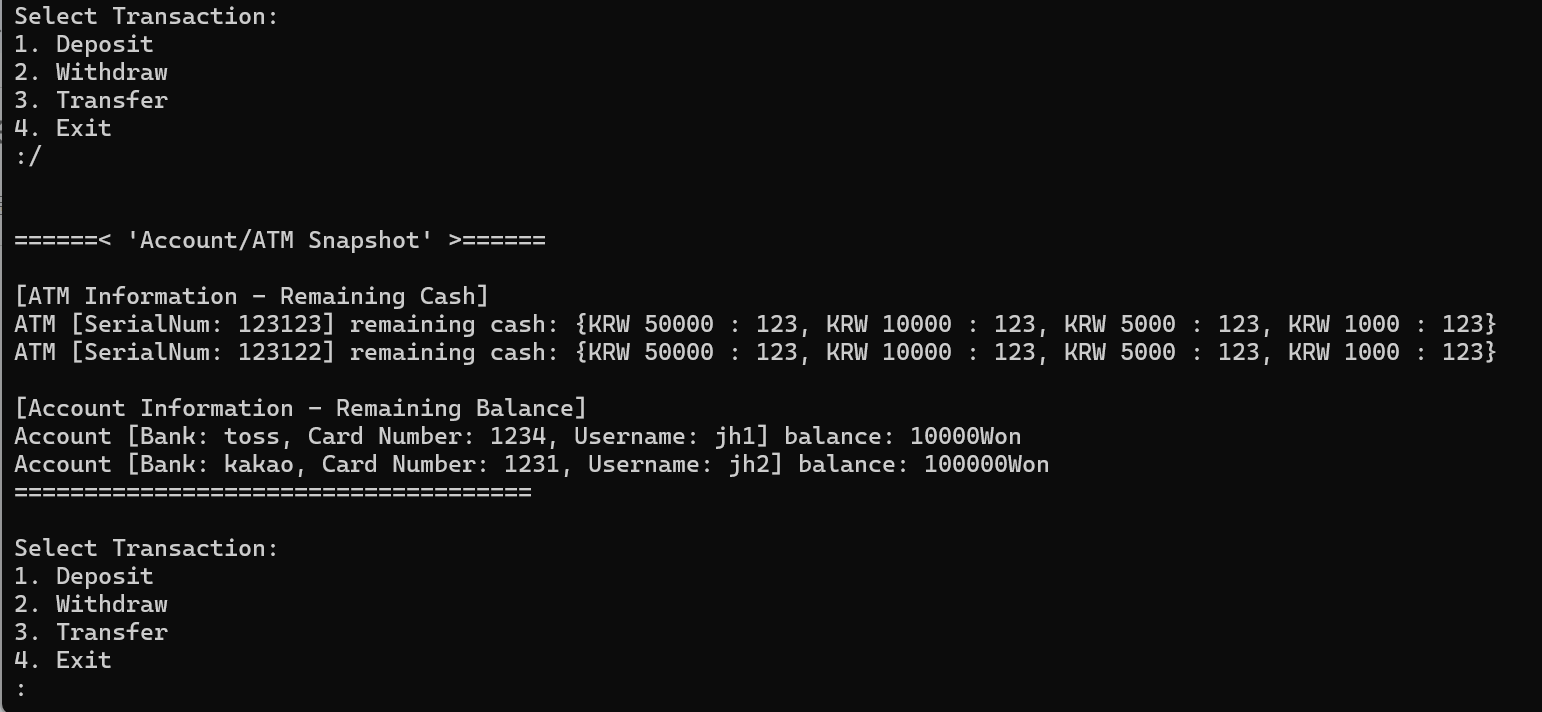 Select Transaction:
1. Deposit
2. Withdraw
3. Transfer
4. Exit
:/
======< 'Account/ATM Snapshot' >======
[ATM Information - Remaining Cash]
ATM [SerialNum: 123123] remaining cash: {KRW 50000 : 123, KRW 10000 : 123, KRW 5000 : 123, KRW 1000 : 123}
ATM [SerialNum: 123122] remaining cash: {KRW 50000 : 123, KRW 10000 : 123, KRW 5000 : 123, KRW 1000 : 123}
[Account Information - Remaining Balance]
Account [Bank: toss, Card Number: 1234, Username: jh1] balance: 10000Won
Account [Bank: kakao, Card Number: 1231, Username: jh2] balance: 100000Won
=====================================
Select Transaction:
1. Deposit
2. Withdraw
3. Transfer
4. Exit
: